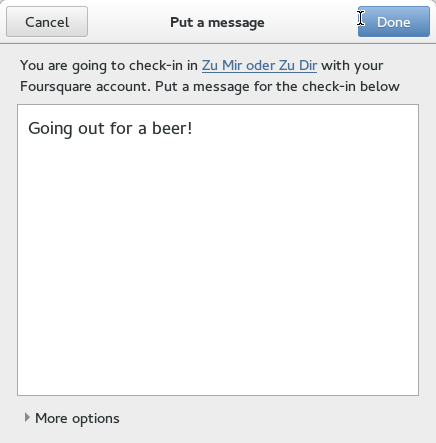 Cancel Put a message Done
You are going to check-in in Zu Mir oder Zu Dir with your
Foursquare account. Put a message for the check-in below
Going out for a beer!
More options